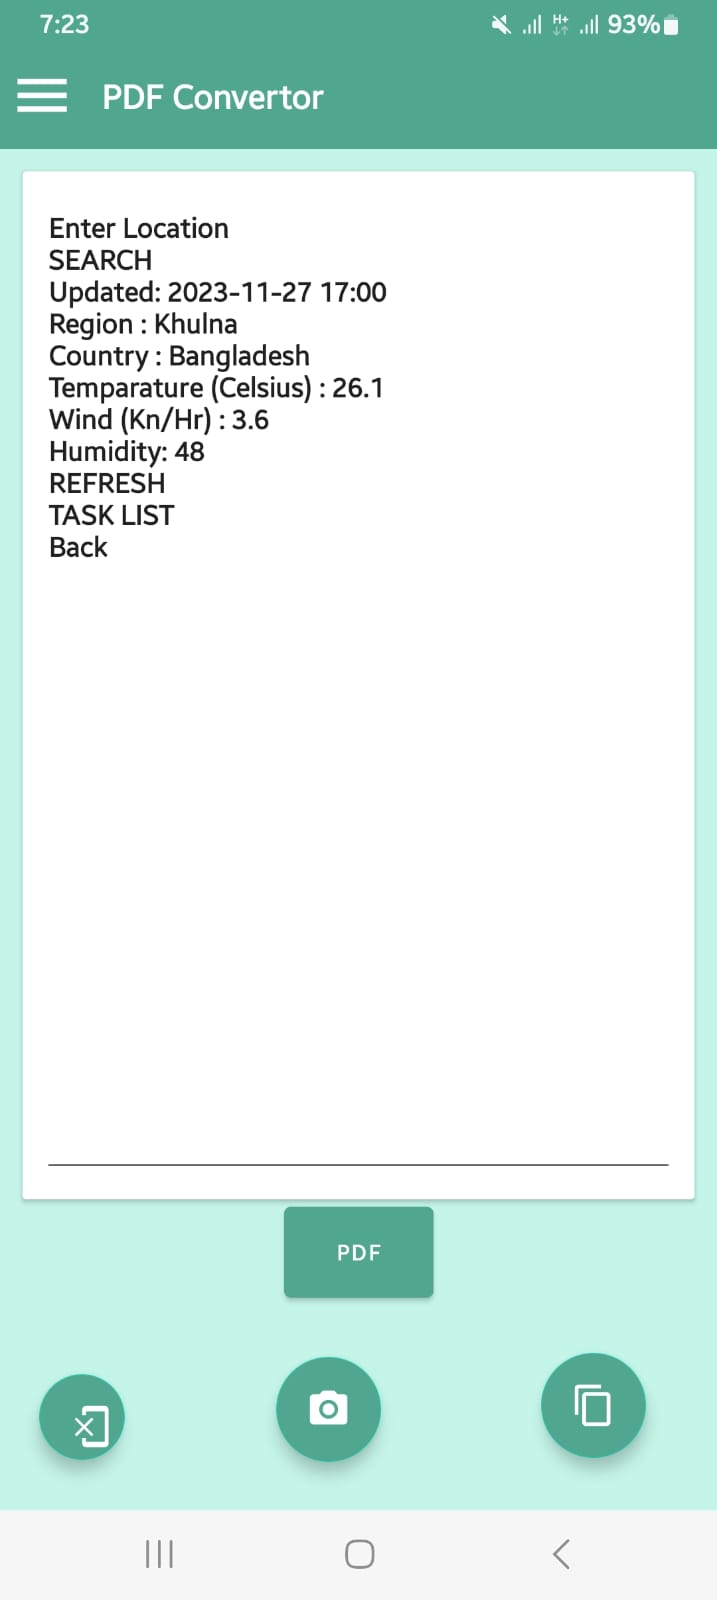 7:23
H+
93%
PDF Convertor
Enter Location
SEARCH
Updated: 2023-11-27 17:00
Region : Khulna
Country : Bangladesh
Temparature (Celsius) : 26.1
Wind (Kn/Hr) : 3.6
Humidity: 48
REFRESH
TASK LIST
Back
PDF